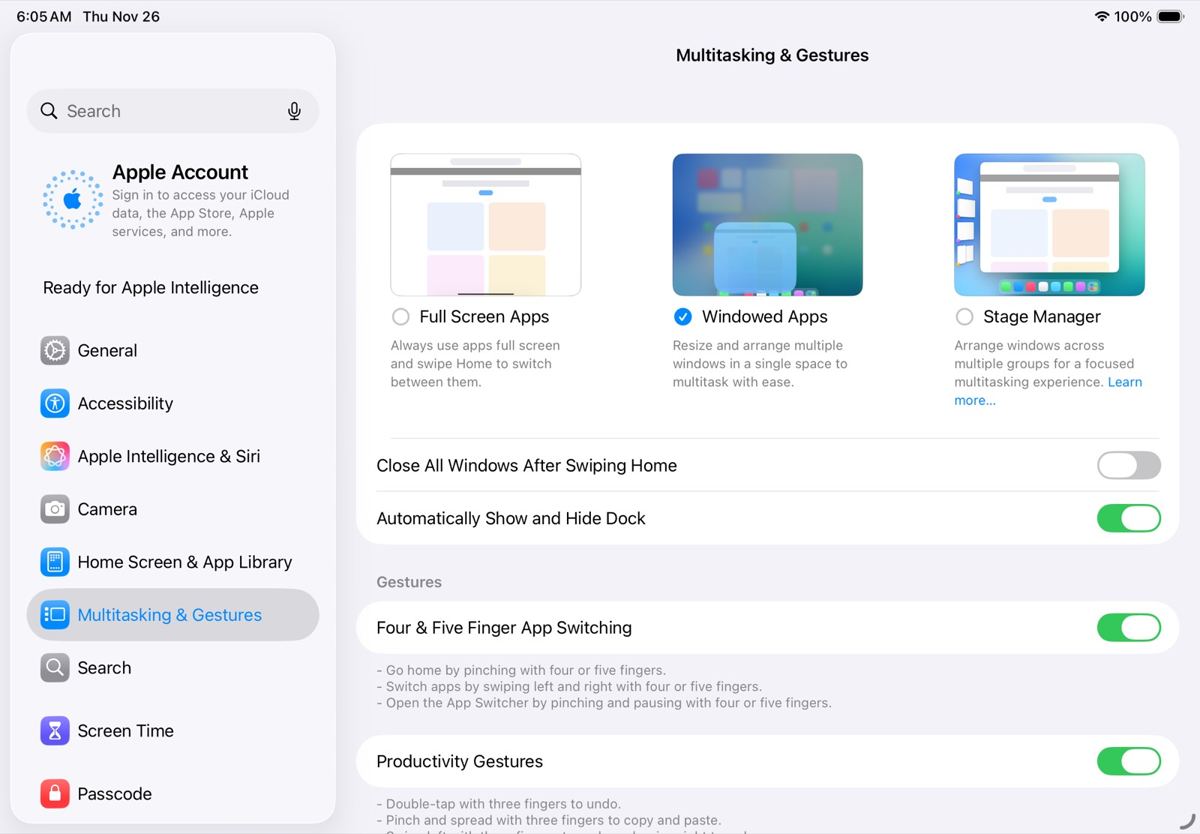 6:05 AM Thu Nov 26
100%
Search
Apple Account
Sign in to access your iCloud
data, the App Store, Apple
services, and more.
Ready for Apple Intelligence
General
Accessibility
Apple Intelligence & Siri
Camera
Home Screen & App Library
Multitasking & Gestures
Search
Screen Time
Passcode
Multitasking & Gestures
Full Screen Apps
Always use apps full screen
and swipe Home to switch
between them.
Windowed Apps
Resize and arrange multiple
windows in a single space to
multitask with ease.
Stage Manager
Arrange windows across
multiple groups for a focused
multitasking experience. Learn
more...
Close All Windows After Swiping Home
Automatically Show and Hide Dock
Gestures
Four & Five Finger App Switching
- Go home by pinching with four or five fingers.
- Switch apps by swiping left and right with four or five fingers.
- Open the App Switcher by pinching and pausing with four or five fingers.
Productivity Gestures
- Double-tap with three fingers to undo.
- Pinch and spread with three fingers to copy and paste.